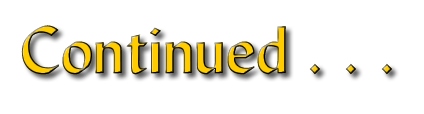 Continued . . .